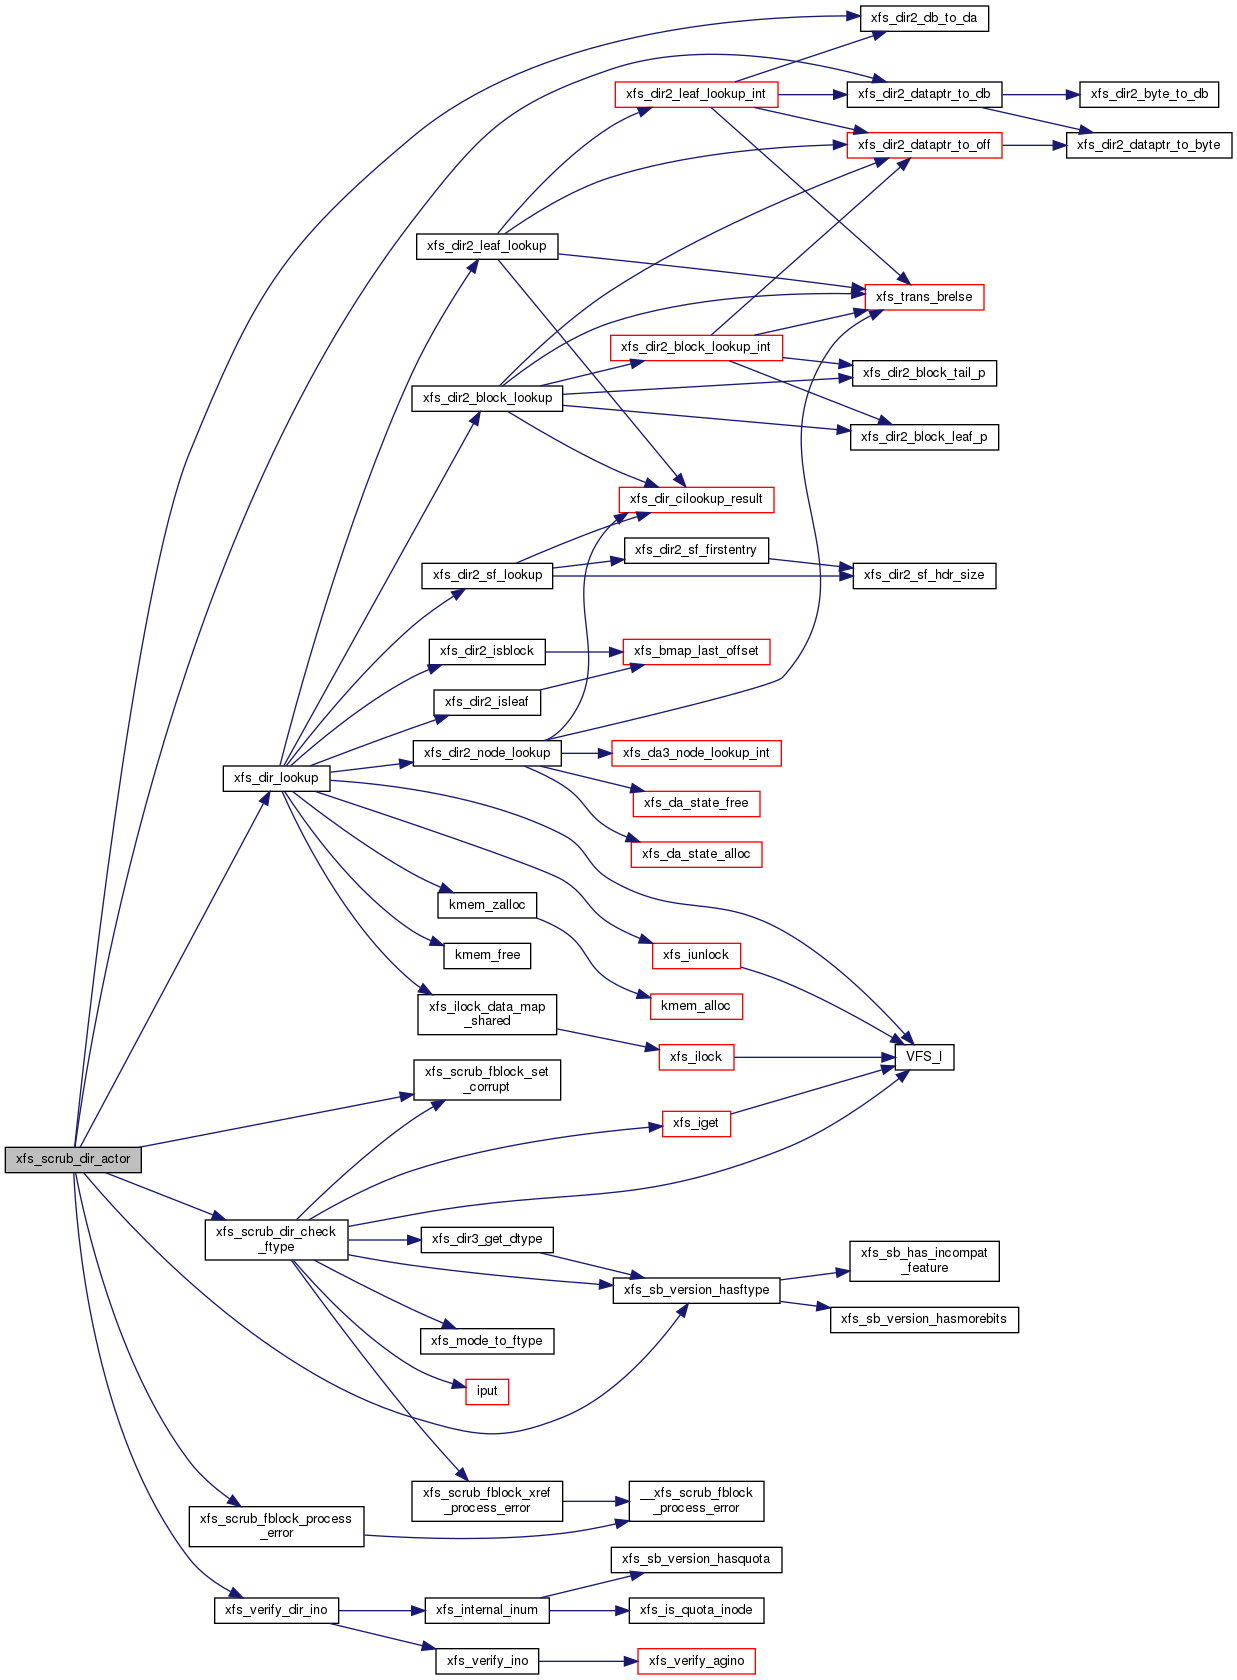 xfs_dir2_db_to_da
xfs_dir2_leaf_lookup_int
xfs_dir2_dataptr_to_db
xfs_dir2_byte_to_db
xfs_dir2_dataptr_to_off
xfs_dir2_dataptr_to_byte
xfs_dir2_leaf_lookup
xfs_trans_brelse
xfs_dir2_block_lookup_int
xfs_dir2_block_tail_p
xfs_dir2_block_lookup
xfs_dir2_block_leaf_p
xfs_dir_cilookup_result
xfs_dir2_sf_firstentry
xfs_dir2_sf_lookup
xfs_dir2_sf_hdr_size
xfs_dir2_isblock
xfs_bmap_last_offset
xfs_dir2_isleaf
xfs_dir2_node_lookup
xfs_da3_node_lookup_int
xfs_dir_lookup
xfs_da_state_free
xfs_da_state_alloc
kmem_zalloc
kmem_free
xfs_iunlock
xfs_ilock_data_map
_shared
kmem_alloc
xfs_ilock
VFS_I
xfs_scrub_fblock_set
_corrupt
xfs_iget
xfs_scrub_dir_actor
xfs_scrub_dir_check
_ftype
xfs_dir3_get_dtype
xfs_sb_has_incompat
_feature
xfs_sb_version_hasftype
xfs_sb_version_hasmorebits
xfs_mode_to_ftype
iput
xfs_scrub_fblock_xref
_process_error
__xfs_scrub_fblock
_process_error
xfs_scrub_fblock_process
_error
xfs_sb_version_hasquota
xfs_verify_dir_ino
xfs_internal_inum
xfs_is_quota_inode
xfs_verify_ino
xfs_verify_agino